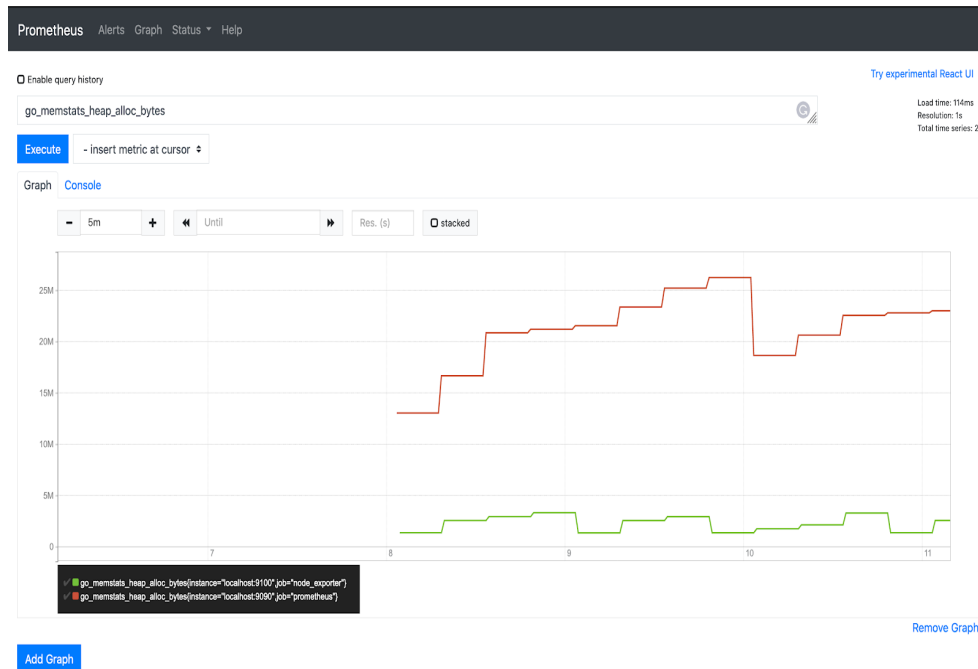 Prometheus Alerts Graph Status Help
Enable query history
Try experimental React UI
go_memstats_heap_alloc_bytes
Load time: 114ms
Resolution: 1s
Total time series: 2
Execute - insert metric at cursor
Graph Console
5m Until Res. (s) stacked
25M
20M
15M
10M
5M
0
7 8 9 10 11
go_memstats_heap_alloc_bytes{instance="localhost:9100",job="node_exporter"}
go_memstats_heap_alloc_bytes{instance="localhost:9090",job="prometheus"}
Remove Graph
Add Graph